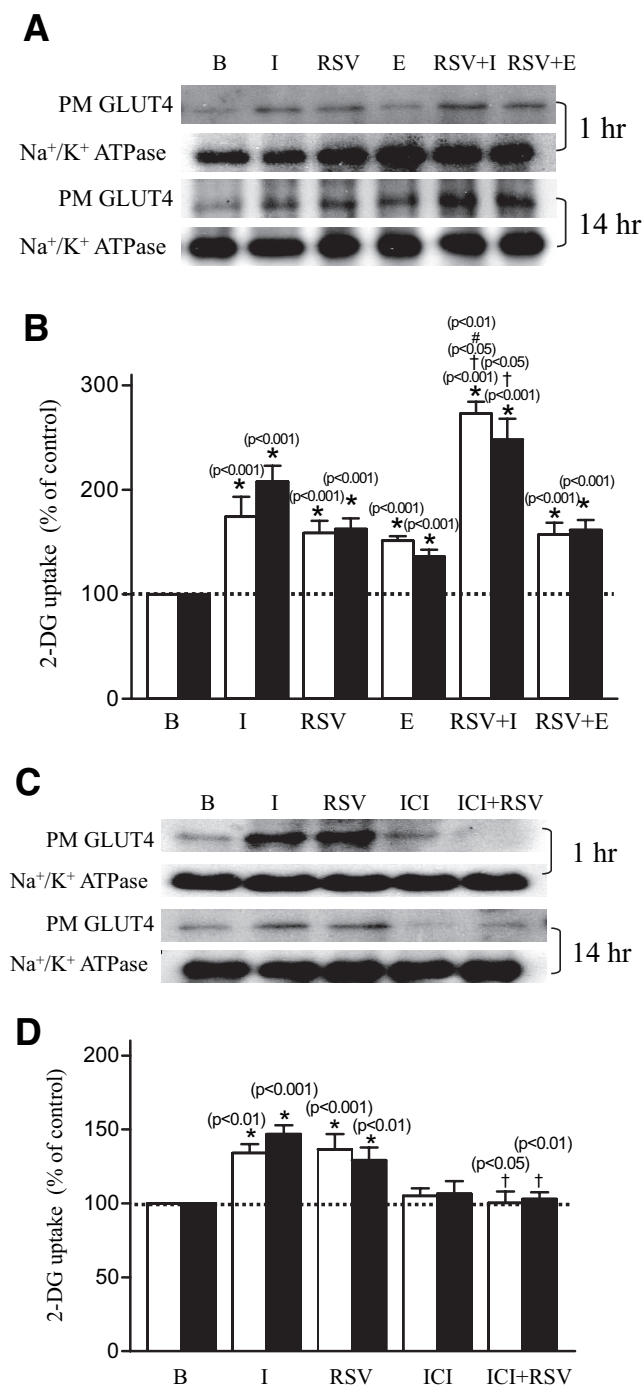 A
B I RSV E RSV+I RSV+E
PM GLUT4
Na⁺/K⁺ ATPase
1 hr
PM GLUT4
Na⁺/K⁺ ATPase
14 hr
B
2-DG uptake (% of control)
300
200
100
0
(p<0.001)
*
(p<0.001)
*
(p<0.001)
*
(p<0.001)
*
(p<0.001)
*
(p<0.001)
*
(p<0.01)
#
(p<0.05)
†
(p<0.001)
*
(p<0.05)
†
(p<0.001)
*
(p<0.001)
*
(p<0.001)
*
B I RSV E RSV+I RSV+E
C
B I RSV ICI ICI+RSV
PM GLUT4
Na⁺/K⁺ ATPase
1 hr
PM GLUT4
Na⁺/K⁺ ATPase
14 hr
D
2-DG uptake (% of control)
200
150
100
50
0
(p<0.01)
*
(p<0.001)
*
(p<0.001)
*
(p<0.01)
*
(p<0.05)
†
(p<0.01)
†
B I RSV ICI ICI+RSV